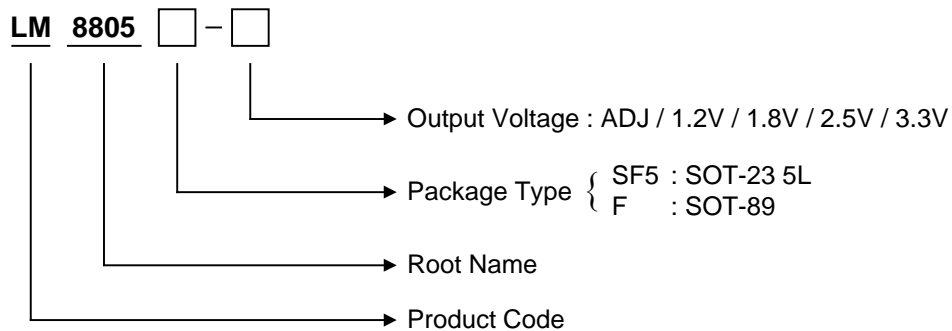 LM 8805 –
Output Voltage : ADJ / 1.2V / 1.8V / 2.5V / 3.3V
Package Type { SF5 : SOT-23 5L
F : SOT-89
Root Name
Product Code